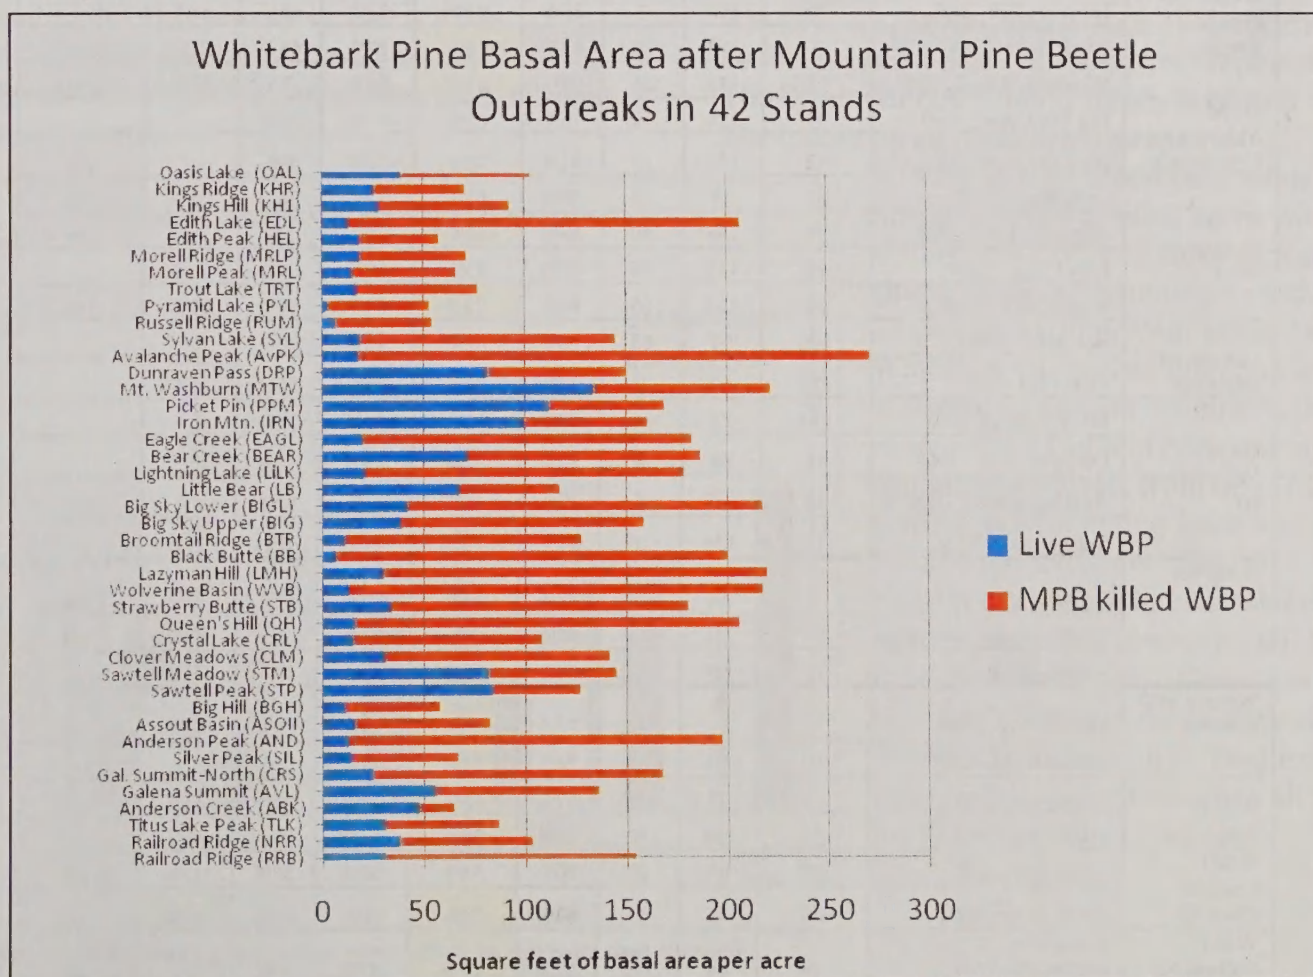 Whitebark Pine Basal Area after Mountain Pine Beetle
Outbreaks in 42 Stands
Oasis Lake (OAL)
Kings Ridge (KHR)
Kings Hill (KH1)
Edith Lake (EDL)
Edith Peak (HEL)
Morell Ridge (MRLP)
Morell Peak (MRL)
Trout Lake (TRT)
Pyramid Lake (PYL)
Russell Ridge (RUM)
Sylvan Lake (SYL)
Avalanche Peak (AvPK)
Dunraven Pass (DRP)
Mt. Washburn (MTW)
Picket Pin (PPM)
Iron Mtn. (IRN)
Eagle Creek (EAGL)
Bear Creek (BEAR)
Lightning Lake (LiLK)
Little Bear (LB)
Big Sky Lower (BIGL)
Big Sky Upper (BIG)
Broomtail Ridge (BTR)
Black Butte (BB)
Lazyman Hill (LMH)
Wolverine Basin (WVB)
Strawberry Butte (STB)
Queen's Hill (QH)
Crystal Lake (CRL)
Clover Meadows (CLM)
Sawtell Meadow (STM)
Sawtell Peak (STP)
Big Hill (BGH)
Assout Basin (ASOII)
Anderson Peak (AND)
Silver Peak (SIL)
Gal. Summit-North (CRS)
Galena Summit (AVL)
Anderson Creek (ABK)
Titus Lake Peak (TLK)
Railroad Ridge (NRR)
Railroad Ridge (RRB)
Live WBP
MPB killed WBP
0 50 100 150 200 250 300
Square feet of basal area per acre